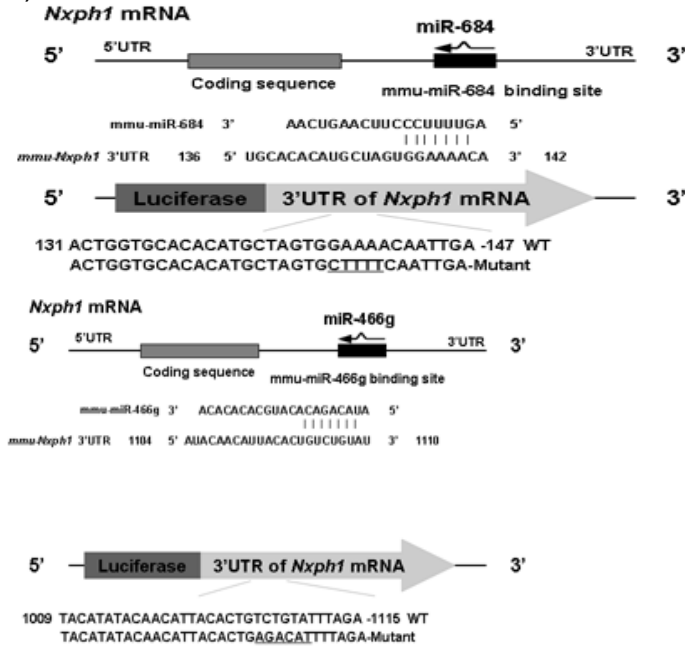 Nxph1 mRNA
miR-684
5’ 5’UTR 3’UTR 3’
Coding sequence mmu-miR-684 binding site
mmu-miR-684 3’ AACUGAACUUCCCUUUUGA 5’
mmu-Nxph1 3’UTR 136 5’ UGCACACAUGCUAGUGGAAAACA 3’ 142
5’ Luciferase 3’UTR of Nxph1 mRNA 3’
131 ACTGGTGCACACATGCTAGTGGAAAACAATTGA -147 WT
ACTGGTGCACACATGCTAGTGCTTTTCAATTGA-Mutant
Nxph1 mRNA
miR-466g
5’ 5’UTR 3’UTR 3’
Coding sequence mmu-miR-466g binding site
mmu-miR-466g 3’ ACACACACGUACACAGACAUA 5’
mmu-Nxph1 3’UTR 1104 5’ AUACAACAUUACACUGUCUGUAU 3’ 1110
5’ Luciferase 3’UTR of Nxph1 mRNA 3’
1009 TACATATACAACATTACACTGTCTGTATTTAGA -1115 WT
TACATATACAACATTACACTGAGACATTTTAGA-Mutant